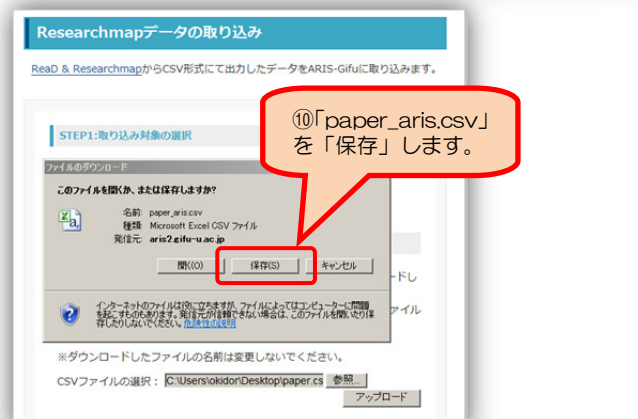 Researchmapデータの取り込み
ReaD & ResearchmapからCSV形式にて出力したデータをARIS-Gifuに取り込みます。
⑩「paper_aris.csv」
を「保存」します。
STEP1:取り込み対象の選択
ファイルのダウンロード
このファイルを開くか、または保存しますか?
名前: paper_aris.csv
種類: Microsoft Excel CSV ファイル
発信元: aris2.gifu-u.ac.jp
開く(O) 保存(S) キャンセル
ドし
インターネットのファイルは役に立ちますが、ファイルによってはコンピューターに問題
を起こすものもあります。発信元が信頼できない場合は、このファイルを開いたり保
存したりしないでください。危険性の説明
ァイル
※ダウンロードしたファイルの名前は変更しないでください。
CSVファイルの選択： C:\Users\okidori\Desktop\paper.cs 参照...
アップロード